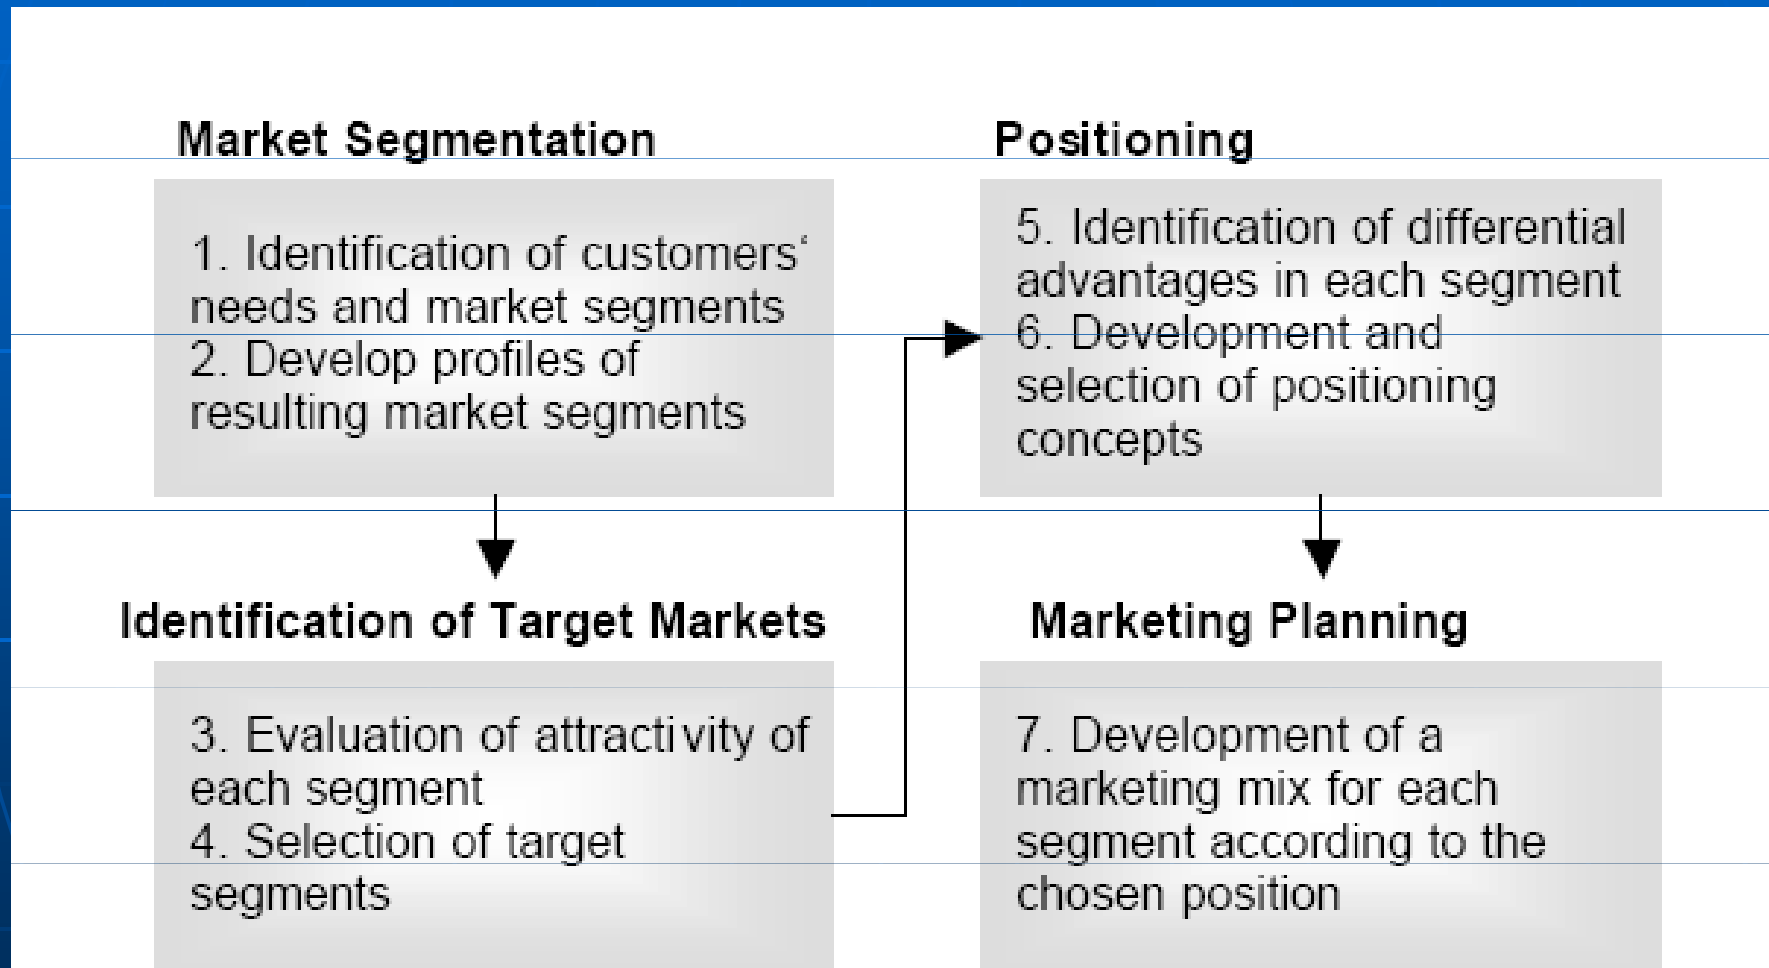 Market Segmentation
1. Identification of customers‘
needs and market segments
2. Develop profiles of
resulting market segments
Identification of Target Markets
3. Evaluation of attractivity of
each segment
4. Selection of target
segments
Positioning
5. Identification of differential
advantages in each segment
6. Development and
selection of positioning
concepts
Marketing Planning
7. Development of a
marketing mix for each
segment according to the
chosen position